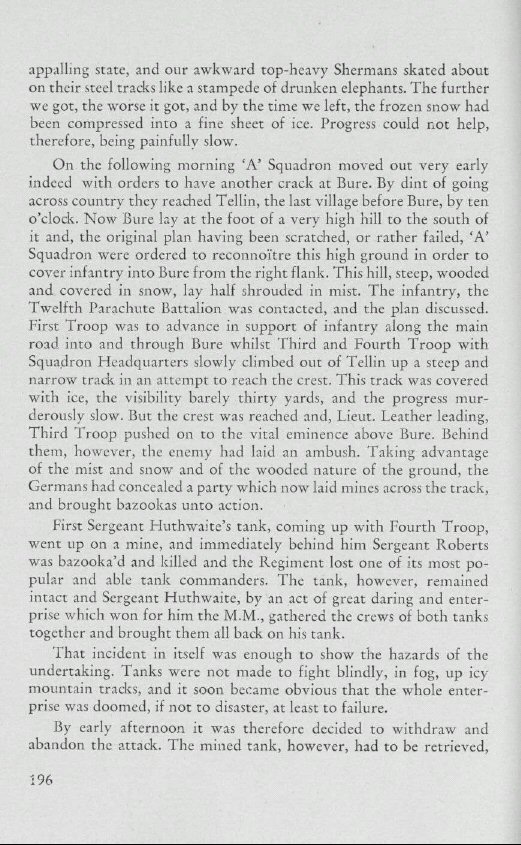 appalling state, and our awkward top-heavy Shermans skated about
on their steel tracks like a stampede of drunken elephants. The further
we got, the worse it got, and by the time we left, the frozen snow had
been compressed into a fine sheet of ice. Progress could not help,
therefore, being painfully slow.
On the following morning ‘A’ Squadron moved out very early
indeed with orders to have another crack at Bure. By dint of going
across country they reached Tellin, the last village before Bure, by ten
o’clock. Now Bure lay at the foot of a very high hill to the south of
it and, the original plan having been scratched, or rather failed, ‘A’
Squadron were ordered to reconnoïtre this high ground in order to
cover infantry into Bure from the right flank. This hill, steep, wooded
and covered in snow, lay half shrouded in mist. The infantry, the
Twelfth Parachute Battalion was contacted, and the plan discussed.
First Troop was to advance in support of infantry along the main
road into and through Bure whilst Third and Fourth Troop with
Squadron Headquarters slowly climbed out of Tellin up a steep and
narrow track in an attempt to reach the crest. This track was covered
with ice, the visibility barely thirty yards, and the progress mur-
derously slow. But the crest was reached and, Lieut. Leather leading,
Third Troop pushed on to the vital eminence above Bure. Behind
them, however, the enemy had laid an ambush. Taking advantage
of the mist and snow and of the wooded nature of the ground, the
Germans had concealed a party which now laid mines across the track,
and brought bazookas unto action.
First Sergeant Huthwaite’s tank, coming up with Fourth Troop,
went up on a mine, and immediately behind him Sergeant Roberts
was bazooka’d and killed and the Regiment lost one of its most po-
pular and able tank commanders. The tank, however, remained
intact and Sergeant Huthwaite, by an act of great daring and enter-
prise which won for him the M.M., gathered the crews of both tanks
together and brought them all back on his tank.
That incident in itself was enough to show the hazards of the
undertaking. Tanks were not made to fight blindly, in fog, up icy
mountain tracks, and it soon became obvious that the whole enter-
prise was doomed, if not to disaster, at least to failure.
By early afternoon it was therefore decided to withdraw and
abandon the attack. The mined tank, however, had to be retrieved,
196